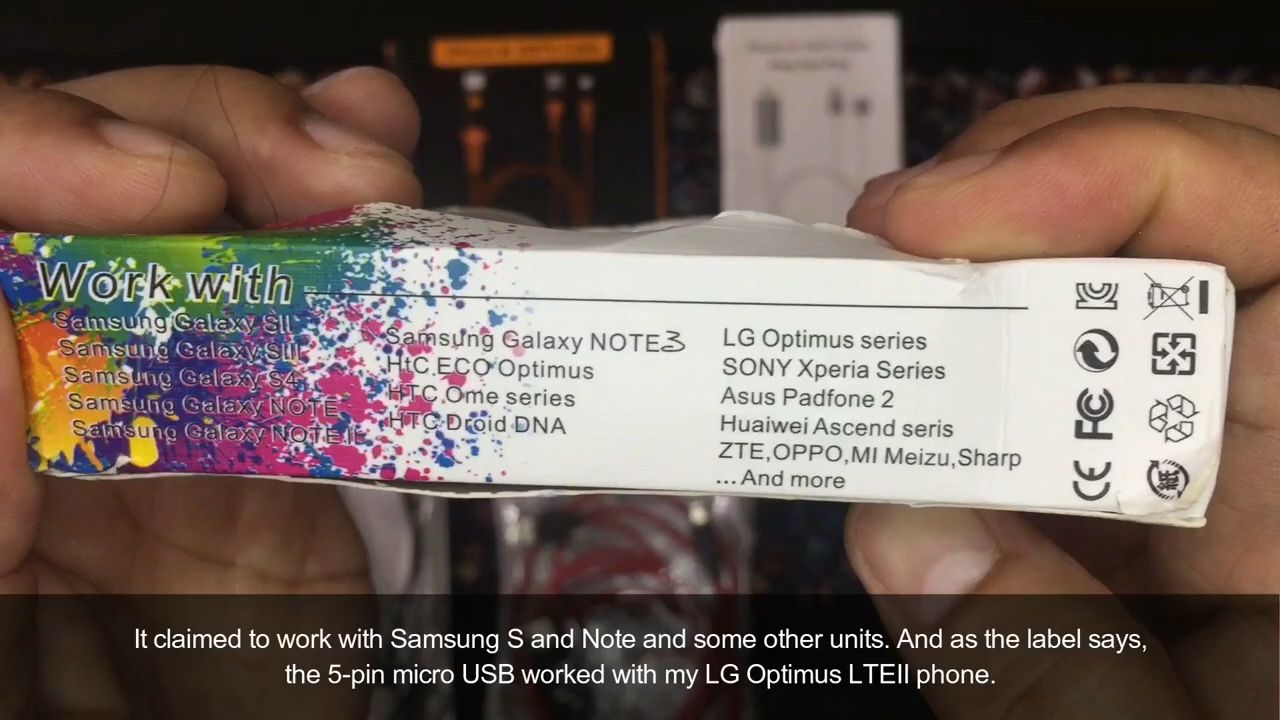 Work with
Samsung Galaxy SII
Samsung Galaxy SIII
Samsung Galaxy S4
Samsung Galaxy NOTE
Samsung Galaxy NOTE II
Samsung Galaxy NOTE3
HtC.ECO Optimus
HTC.Ome series
HTC Droid DNA
LG Optimus series
SONY Xperia Series
Asus Padfone 2
Huaiwei Ascend seris
ZTE,OPPO,MI Meizu,Sharp
...And more
FC
CE
紙
It claimed to work with Samsung S and Note and some other units. And as the label says,
the 5-pin micro USB worked with my LG Optimus LTEII phone.